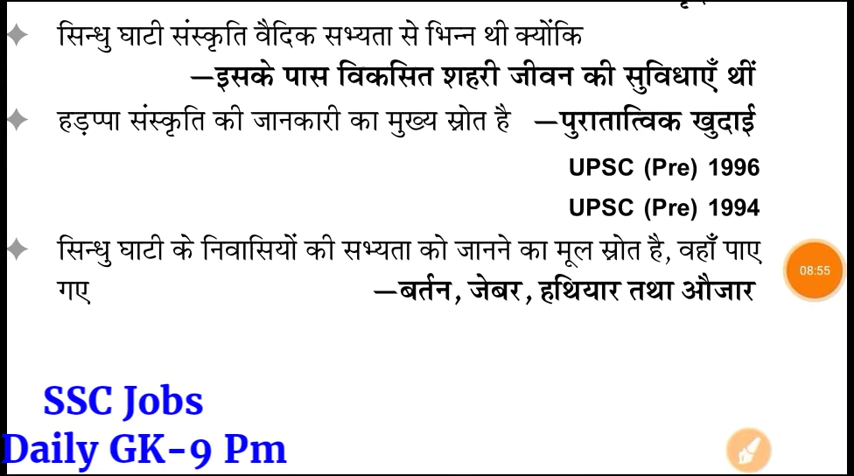 सिन्धु घाटी संस्कृति वैदिक सभ्यता से भिन्न थी क्योंकि
—इसके पास विकसित शहरी जीवन की सुविधाएँ थीं
हड़प्पा संस्कृति की जानकारी का मुख्य स्रोत है —पुरातात्विक खुदाई
UPSC (Pre) 1996
UPSC (Pre) 1994
सिन्धु घाटी के निवासियों की सभ्यता को जानने का मूल स्रोत है, वहाँ पाए
गए —बर्तन, जेबर, हथियार तथा औजार
08:55
SSC Jobs
Daily GK-9 Pm